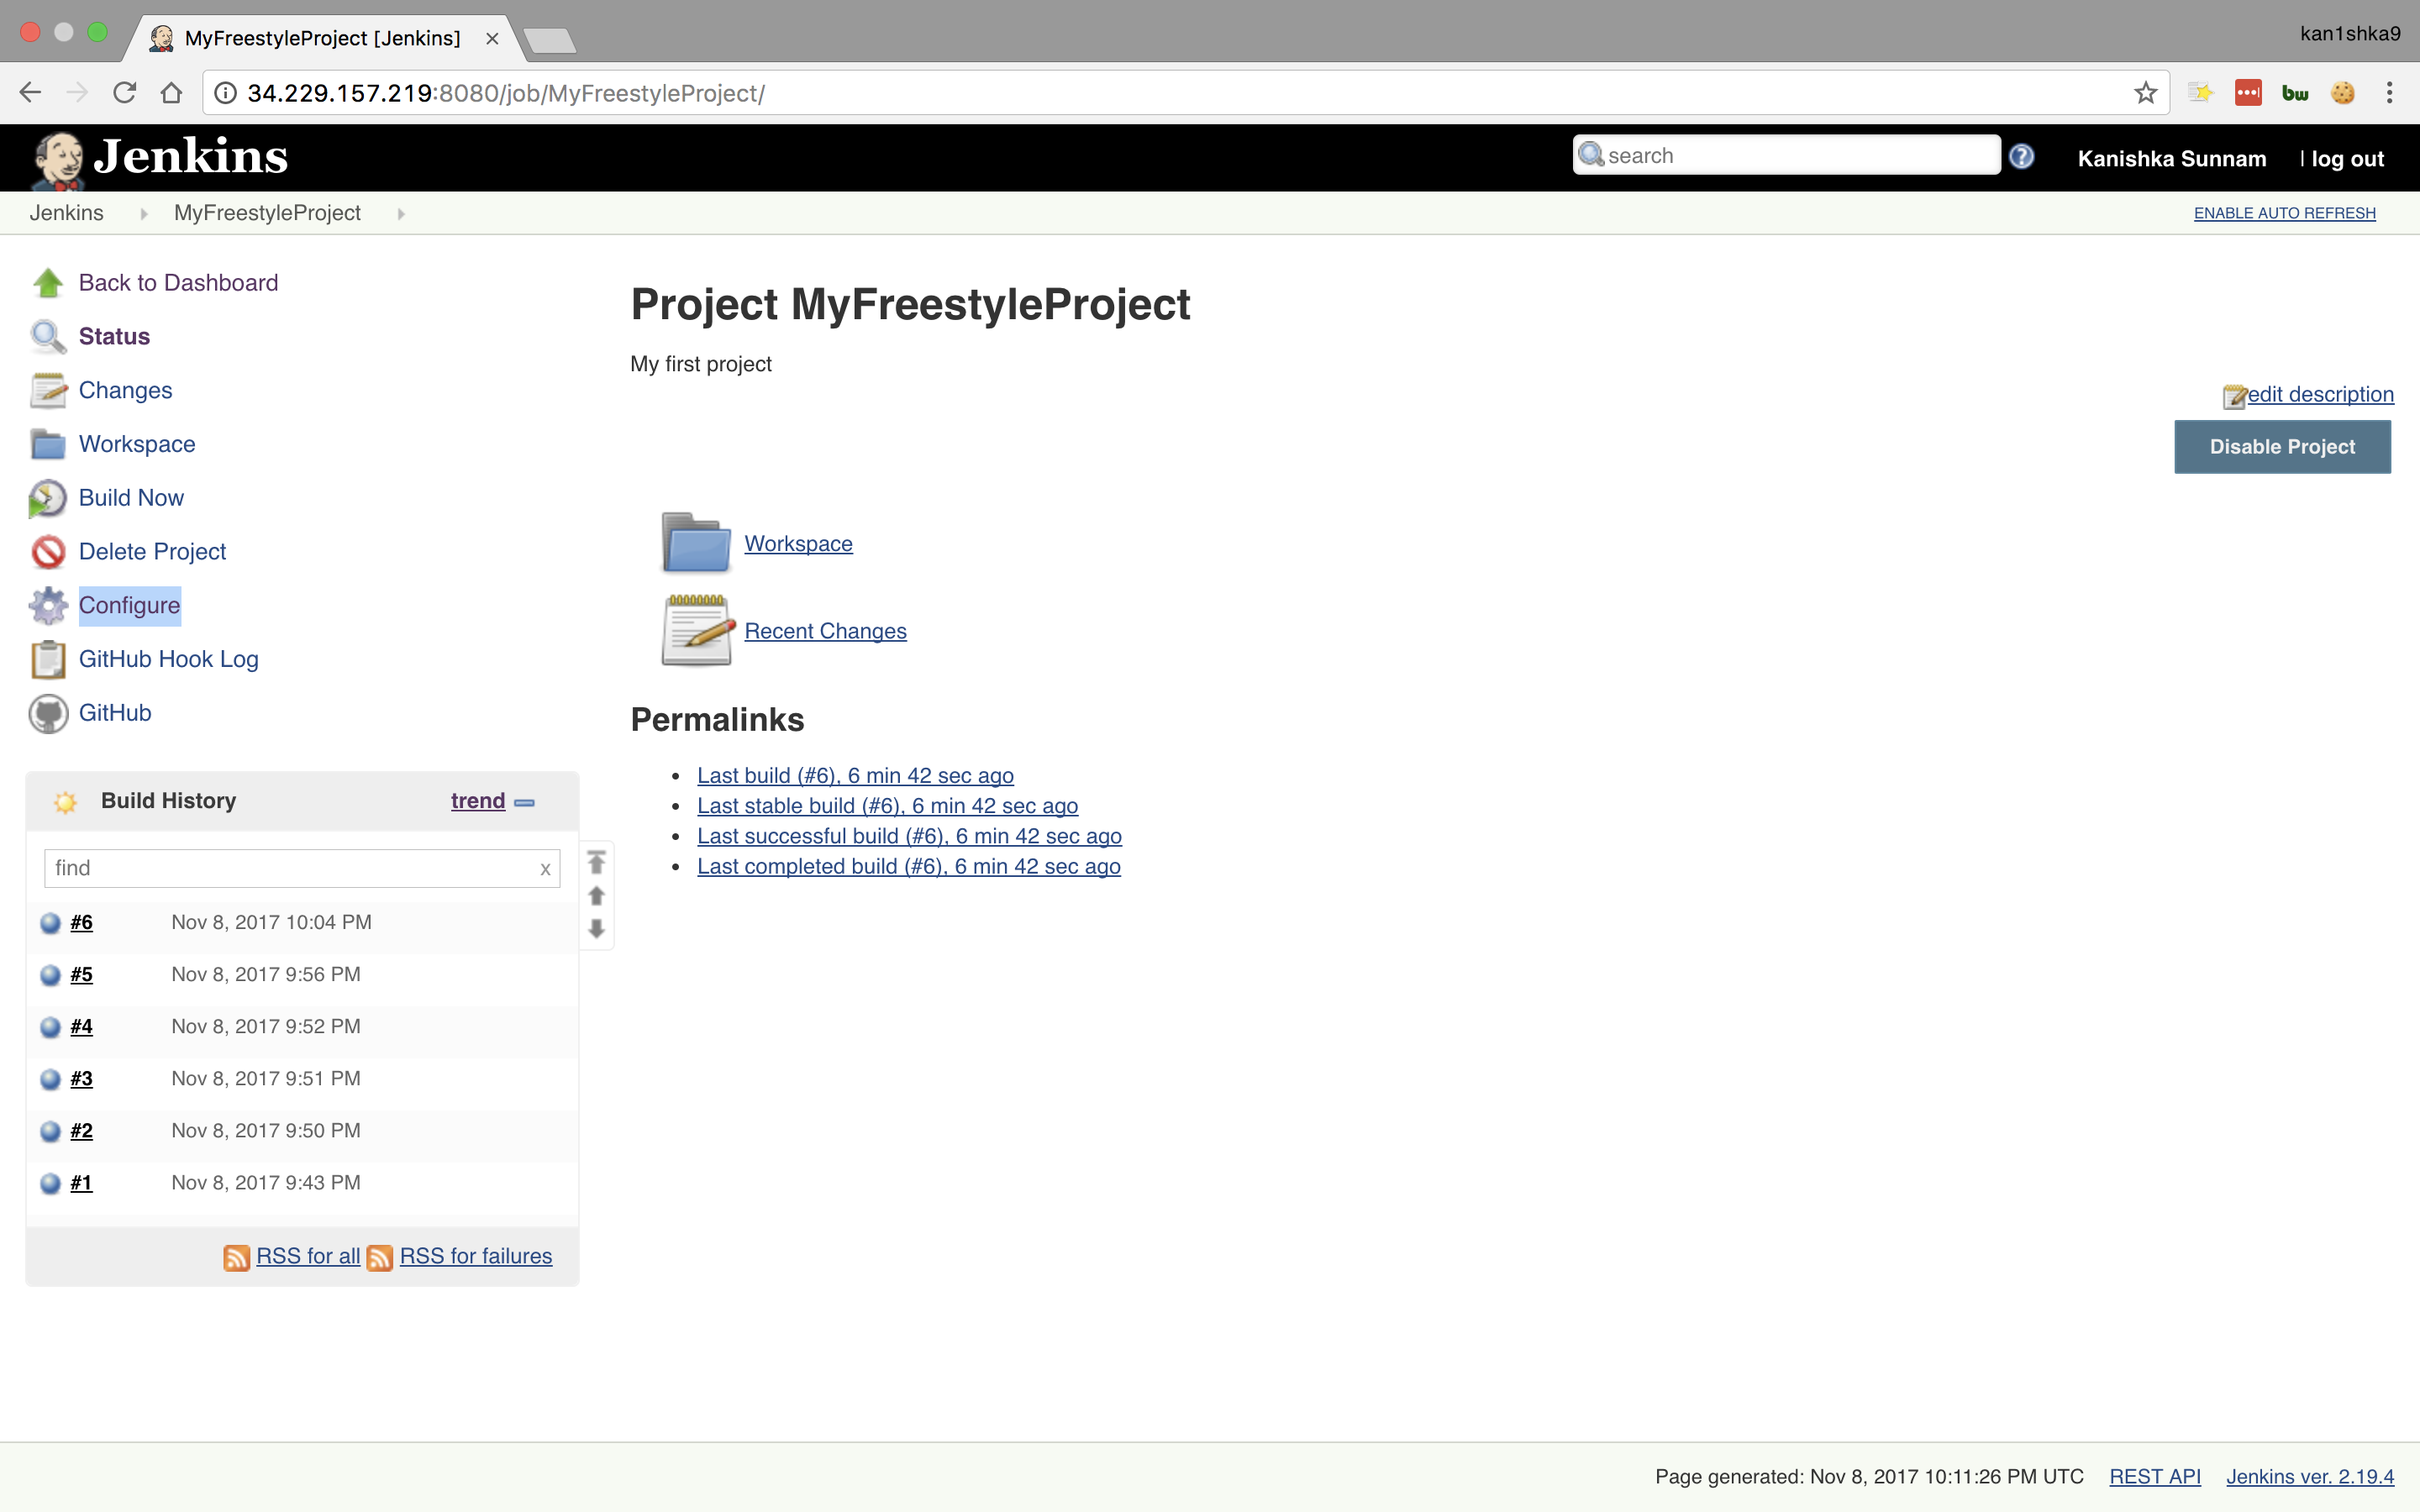 MyFreestyleProject [Jenkins]
kan1shka9
34.229.157.219:8080/job/MyFreestyleProject/
bw
Jenkins
search
Kanishka Sunnam | log out
Jenkins MyFreestyleProject
ENABLE AUTO REFRESH
Back to Dashboard
Status
Changes
Workspace
Build Now
Delete Project
Configure
GitHub Hook Log
GitHub
Build History trend
find x
#6 Nov 8, 2017 10:04 PM
#5 Nov 8, 2017 9:56 PM
#4 Nov 8, 2017 9:52 PM
#3 Nov 8, 2017 9:51 PM
#2 Nov 8, 2017 9:50 PM
#1 Nov 8, 2017 9:43 PM
RSS for all RSS for failures
Project MyFreestyleProject
My first project
edit description
Disable Project
Workspace
Recent Changes
Permalinks
Last build (#6), 6 min 42 sec ago
Last stable build (#6), 6 min 42 sec ago
Last successful build (#6), 6 min 42 sec ago
Last completed build (#6), 6 min 42 sec ago
Page generated: Nov 8, 2017 10:11:26 PM UTC REST API Jenkins ver. 2.19.4